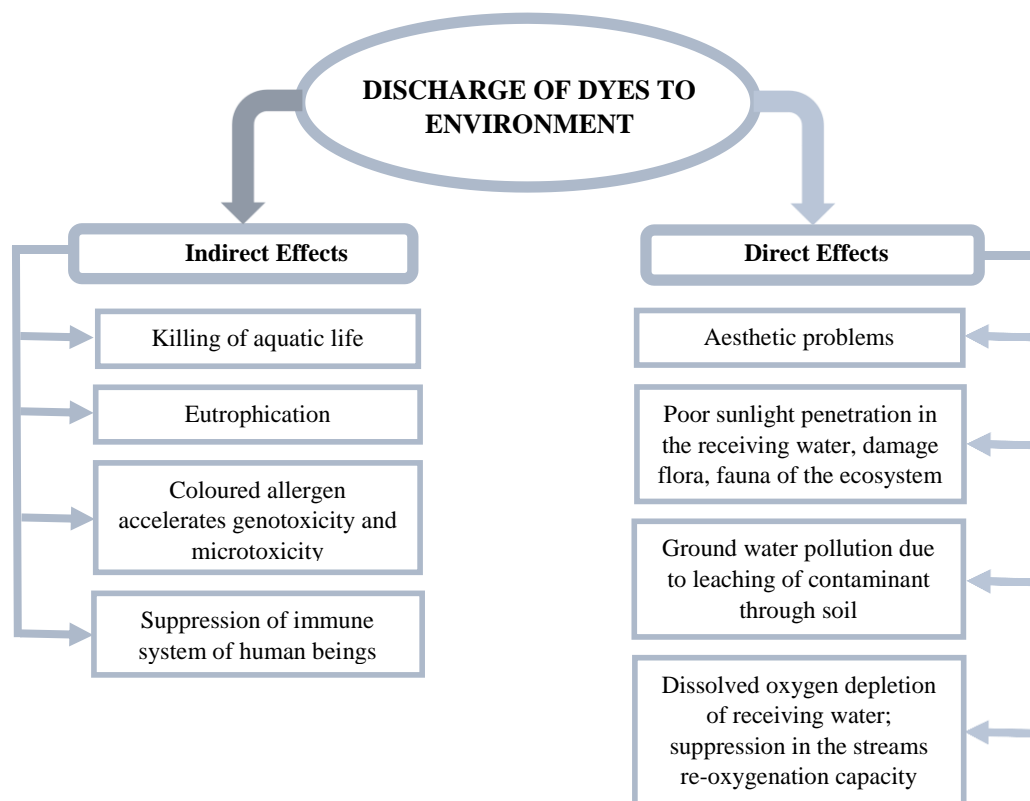 DISCHARGE OF DYES TO
ENVIRONMENT
Indirect Effects
Killing of aquatic life
Eutrophication
Coloured allergen
accelerates genotoxicity and
microtoxicity
Suppression of immune
system of human beings
Direct Effects
Aesthetic problems
Poor sunlight penetration in
the receiving water, damage
flora, fauna of the ecosystem
Ground water pollution due
to leaching of contaminant
through soil
Dissolved oxygen depletion
of receiving water;
suppression in the streams
re-oxygenation capacity